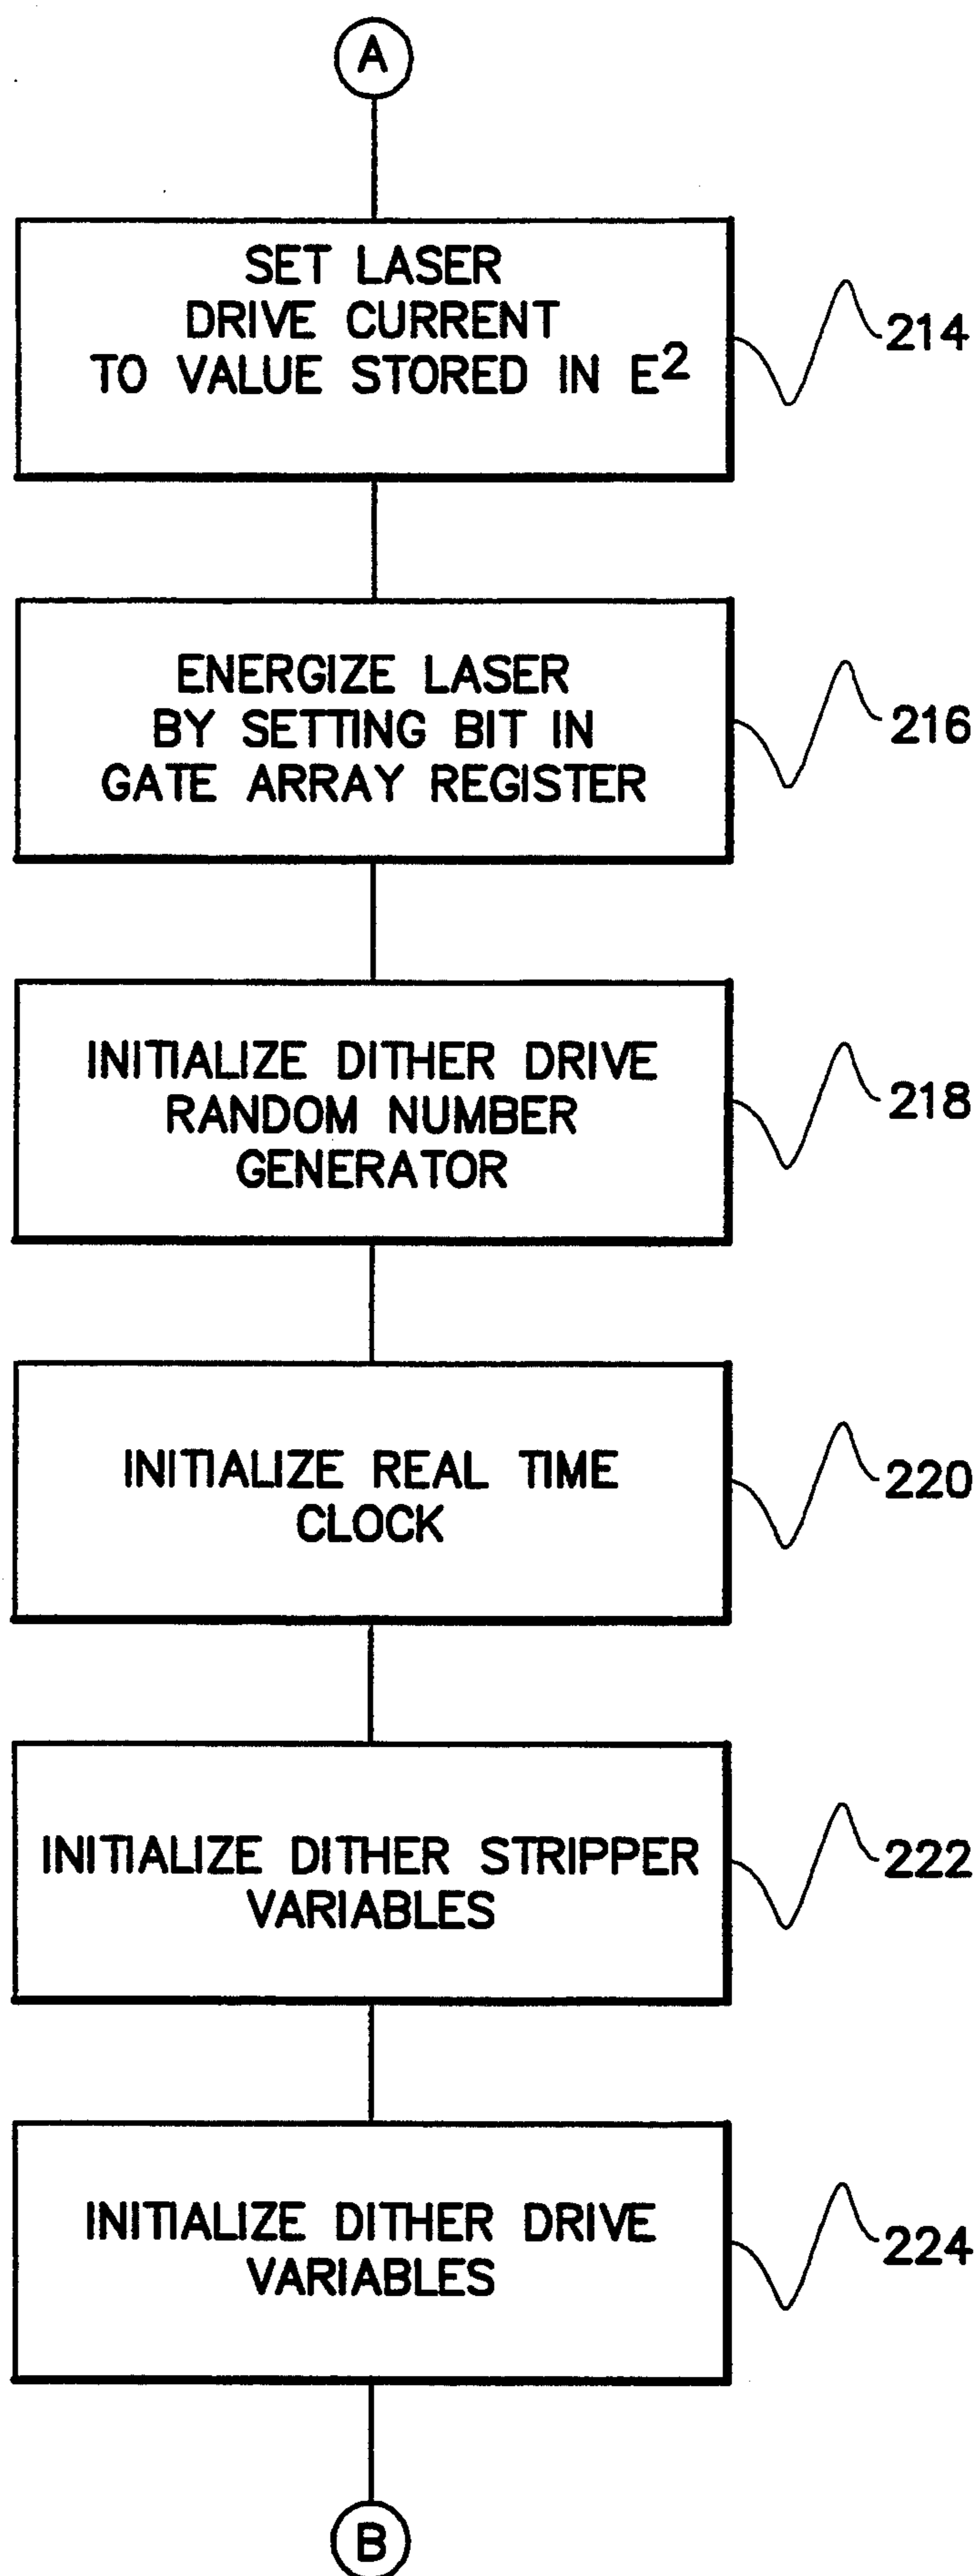 A
SET LASER
DRIVE CURRENT
TO VALUE STORED IN E²
214
ENERGIZE LASER
BY SETTING BIT IN
GATE ARRAY REGISTER
216
INITIALIZE DITHER DRIVE
RANDOM NUMBER
GENERATOR
218
INITIALIZE REAL TIME
CLOCK
220
INITIALIZE DITHER STRIPPER
VARIABLES
222
INITIALIZE DITHER DRIVE
VARIABLES
224
B